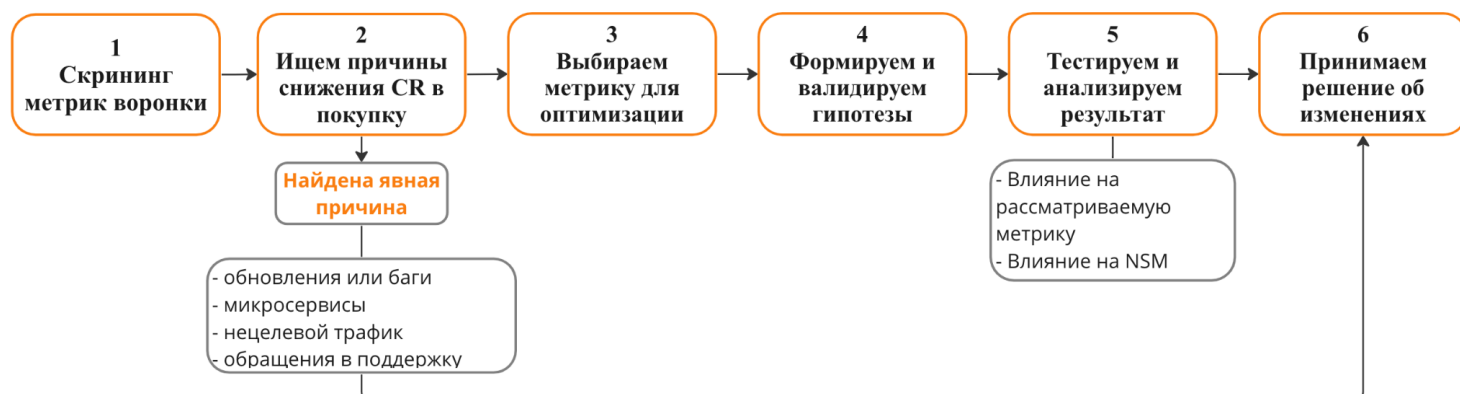 1
Скрининг
метрик воронки
2
Ищем причины
снижения CR в
покупку
3
Выбираем
метрику для
оптимизации
4
Формируем и
валидируем
гипотезы
5
Тестируем и
анализируем
результат
6
Принимаем
решение об
изменениях
Найдена явная
причина
- обновления или баги
- микросервисы
- нецелевой трафик
- обращения в поддержку
- Влияние на
рассматриваемую
метрику
- Влияние на NSM